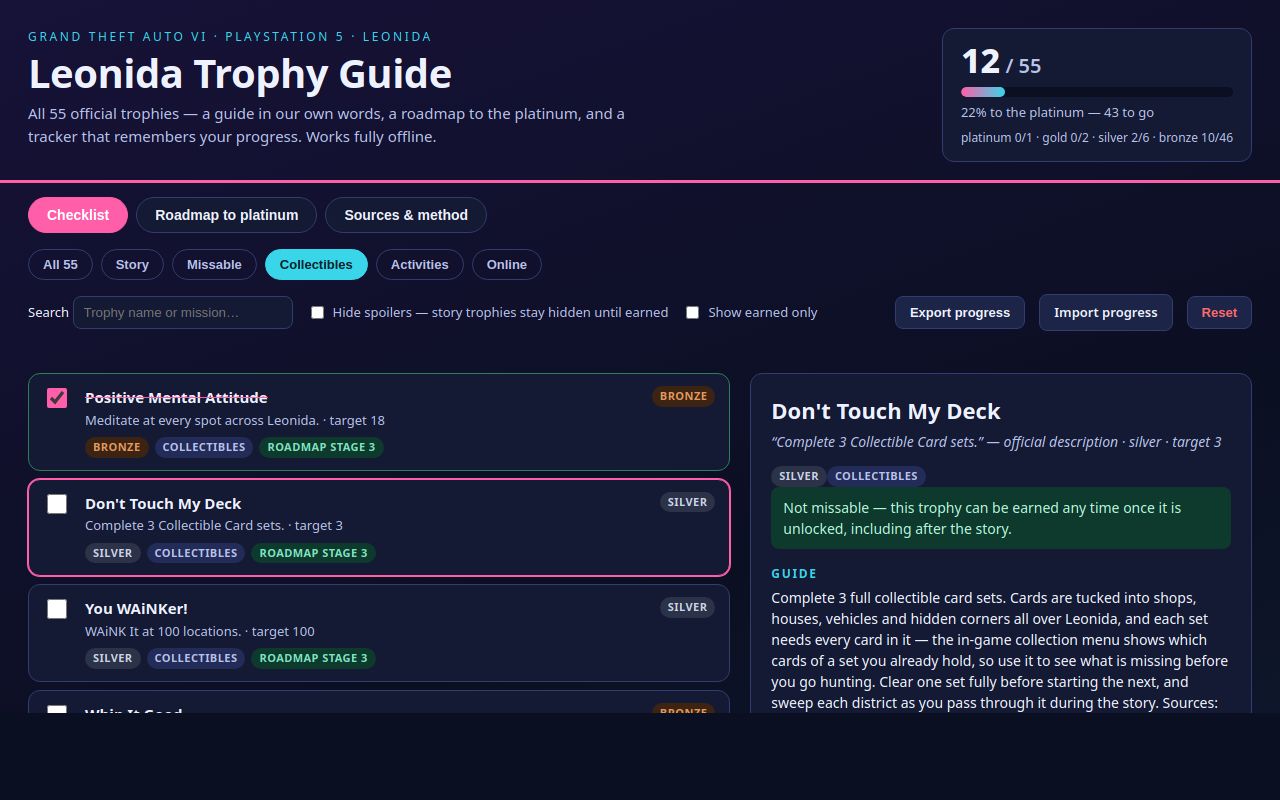 GRAND THEFT AUTO VI · PLAYSTATION 5 · LEONIDA
Leonida Trophy Guide
All 55 official trophies — a guide in our own words, a roadmap to the platinum, and a
tracker that remembers your progress. Works fully offline.
12 / 55
22% to the platinum — 43 to go
platinum 0/1 · gold 0/2 · silver 2/6 · bronze 10/46
Checklist
Roadmap to platinum
Sources & method
All 55
Story
Missable
Collectibles
Activities
Online
Search
Trophy name or mission…
Hide spoilers — story trophies stay hidden until earned
Show earned only
Export progress
Import progress
Reset
Positive Mental Attitude
BRONZE
Meditate at every spot across Leonida. · target 18
BRONZE
COLLECTIBLES
ROADMAP STAGE 3
Don't Touch My Deck
SILVER
Complete 3 Collectible Card sets. · target 3
SILVER
COLLECTIBLES
ROADMAP STAGE 3
You WAiNKer!
SILVER
WAiNK It at 100 locations. · target 100
SILVER
COLLECTIBLES
ROADMAP STAGE 3
Whip It Good
BRONZE
Don't Touch My Deck
“Complete 3 Collectible Card sets.” — official description · silver · target 3
SILVER
COLLECTIBLES
Not missable — this trophy can be earned any time once it is
unlocked, including after the story.
GUIDE
Complete 3 full collectible card sets. Cards are tucked into shops,
houses, vehicles and hidden corners all over Leonida, and each set
needs every card in it — the in-game collection menu shows which
cards of a set you already hold, so use it to see what is missing before
you go hunting. Clear one set fully before starting the next, and
sweep each district as you pass through it during the story. Sources: